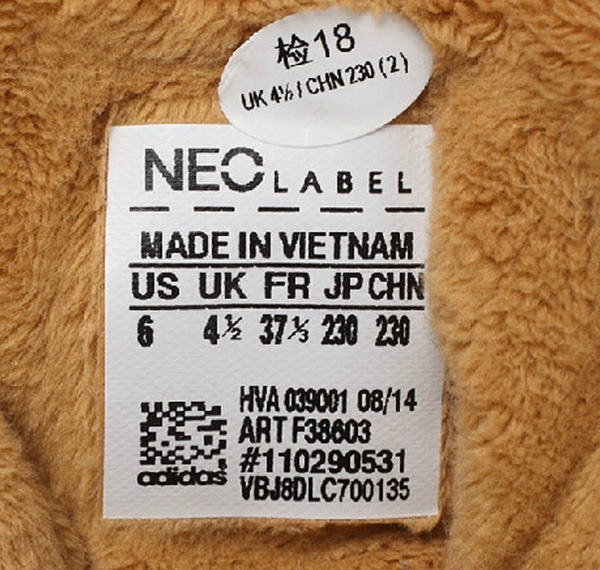 检18
UK 4½ / CHN 230 (2)
NEO LABEL
MADE IN VIETNAM
US UK FR JP CHN
6 4½ 37⅓ 230 230
HVA 039001 08/14
ART F38603
#110290531
adidas
VBJ8DLC700135